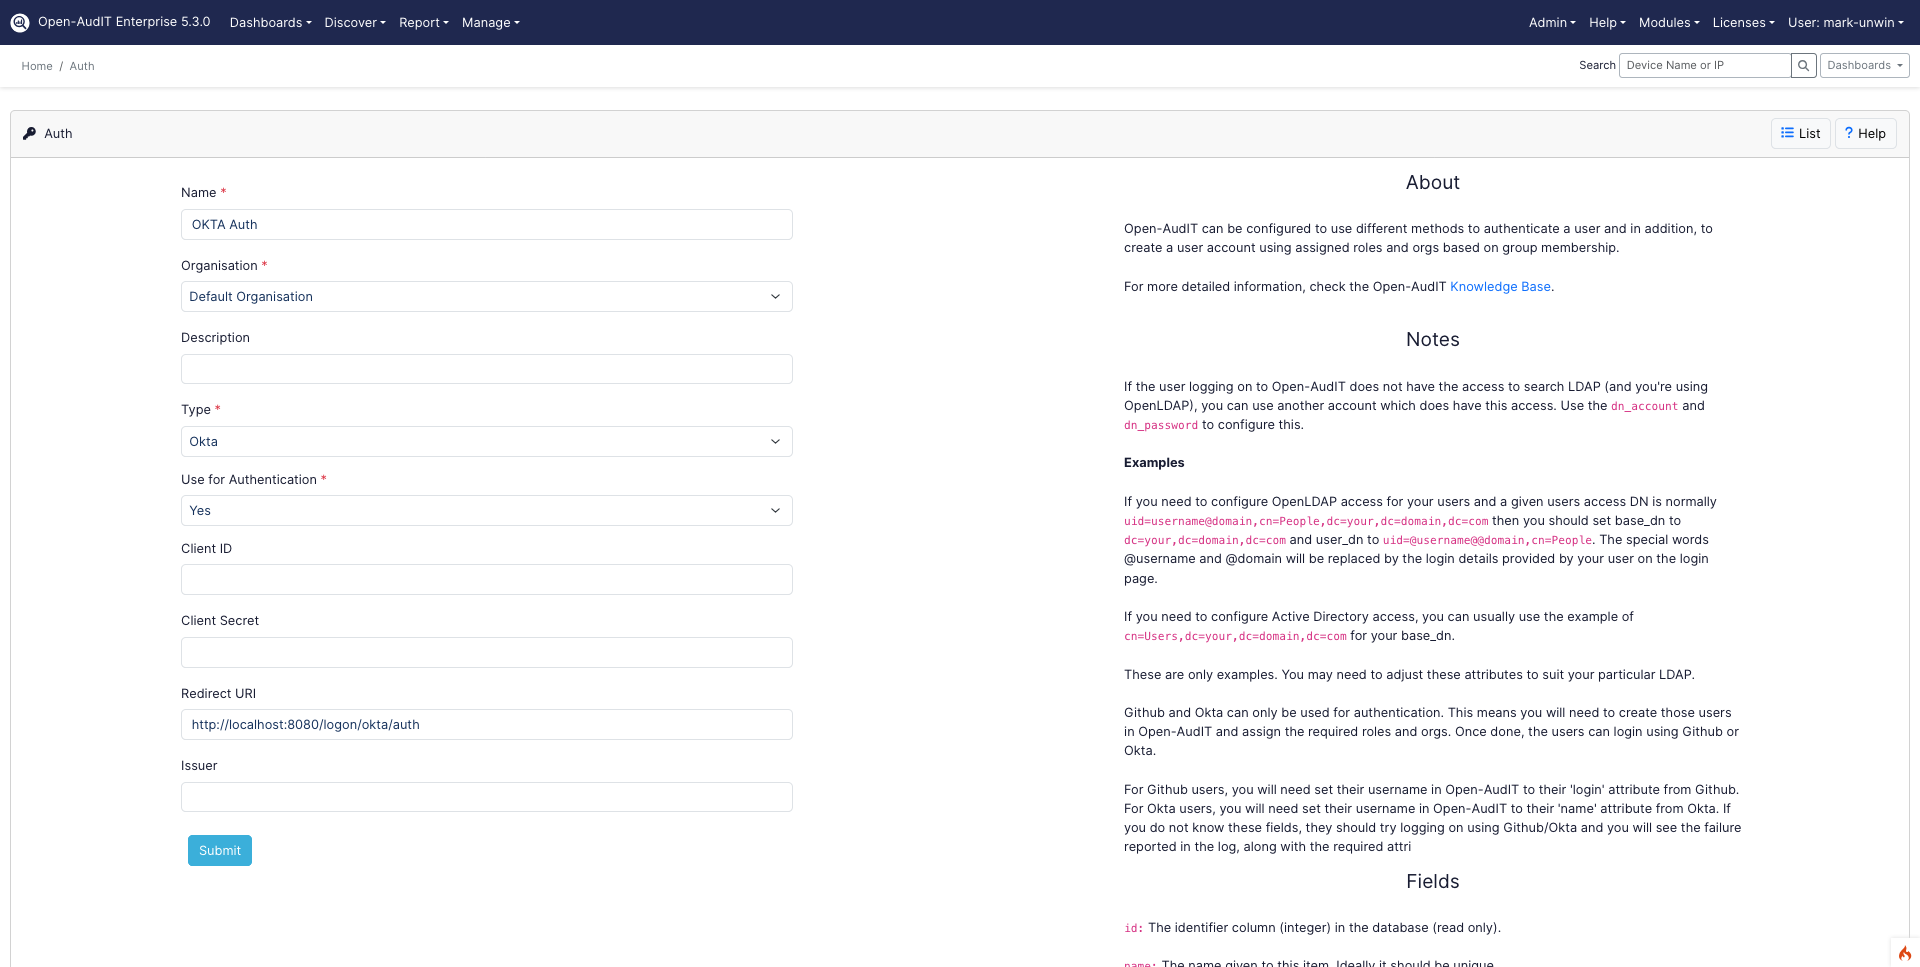 Open-AudIT Enterprise 5.3.0 Dashboards Discover Report Manage Admin Help Modules Licenses User: mark-unwin
Home / Auth Search Device Name or IP Dashboards
Auth List ? Help
Name *
OKTA Auth
Organisation *
Default Organisation
Description
Type *
Okta
Use for Authentication *
Yes
Client ID
Client Secret
Redirect URI
http://localhost:8080/logon/okta/auth
Issuer
Submit
About
Open-AudIT can be configured to use different methods to authenticate a user and in addition, to
create a user account using assigned roles and orgs based on group membership.
For more detailed information, check the Open-AudIT Knowledge Base.
Notes
If the user logging on to Open-AudIT does not have the access to search LDAP (and you're using
OpenLDAP), you can use another account which does have this access. Use the dn_account and
dn_password to configure this.
Examples
If you need to configure OpenLDAP access for your users and a given users access DN is normally
uid=username@domain,cn=People,dc=your,dc=domain,dc=com then you should set base_dn to
dc=your,dc=domain,dc=com and user_dn to uid=@username@@domain,cn=People. The special words
@username and @domain will be replaced by the login details provided by your user on the login
page.
If you need to configure Active Directory access, you can usually use the example of
cn=Users,dc=your,dc=domain,dc=com for your base_dn.
These are only examples. You may need to adjust these attributes to suit your particular LDAP.
Github and Okta can only be used for authentication. This means you will need to create those users
in Open-AudIT and assign the required roles and orgs. Once done, the users can login using Github or
Okta.
For Github users, you will need set their username in Open-AudIT to their 'login' attribute from Github.
For Okta users, you will need set their username in Open-AudIT to their 'name' attribute from Okta. If
you do not know these fields, they should try logging on using Github/Okta and you will see the failure
reported in the log, along with the required attri
Fields
id: The identifier column (integer) in the database (read only).
name: The name given to this item. Ideally it should be unique.